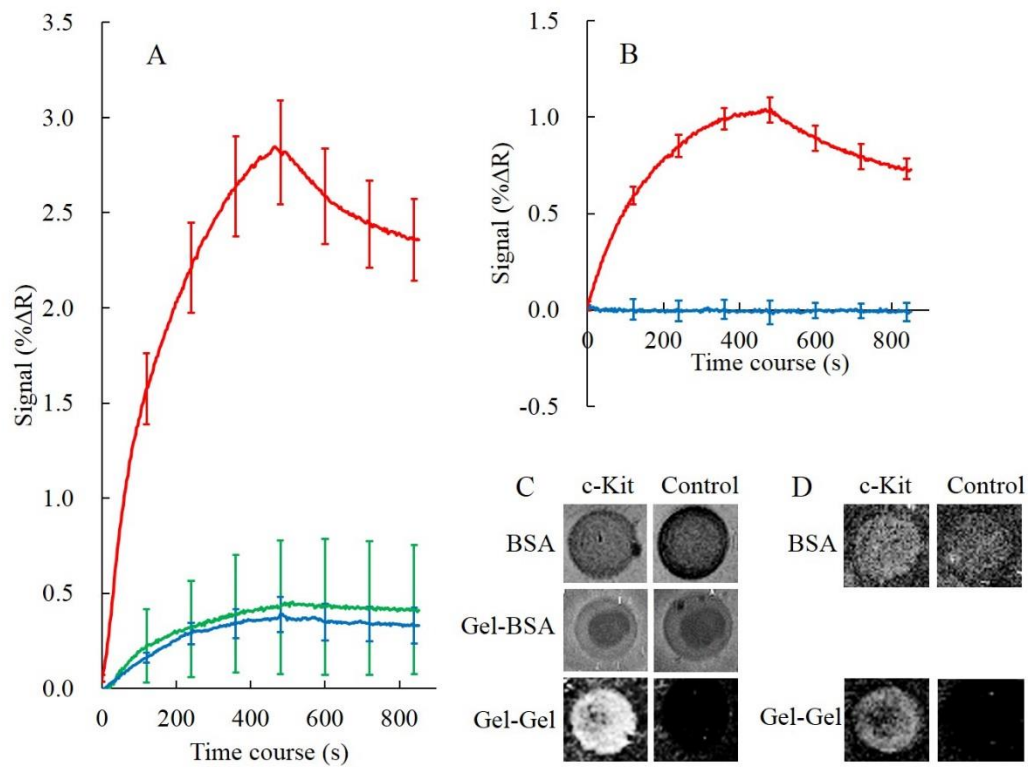 A
Signal (%ΔR)
3.0
2.5
2.0
1.5
1.0
0.5
0.0
0 200 400 600 800
Time course (s)
B
Signal (%ΔR)
1.5
1.0
0.5
0.0
-0.5
0 200 400 600 800
Time course (s)
C c-Kit Control
BSA
Gel-BSA
Gel-Gel
D c-Kit Control
BSA
Gel-Gel